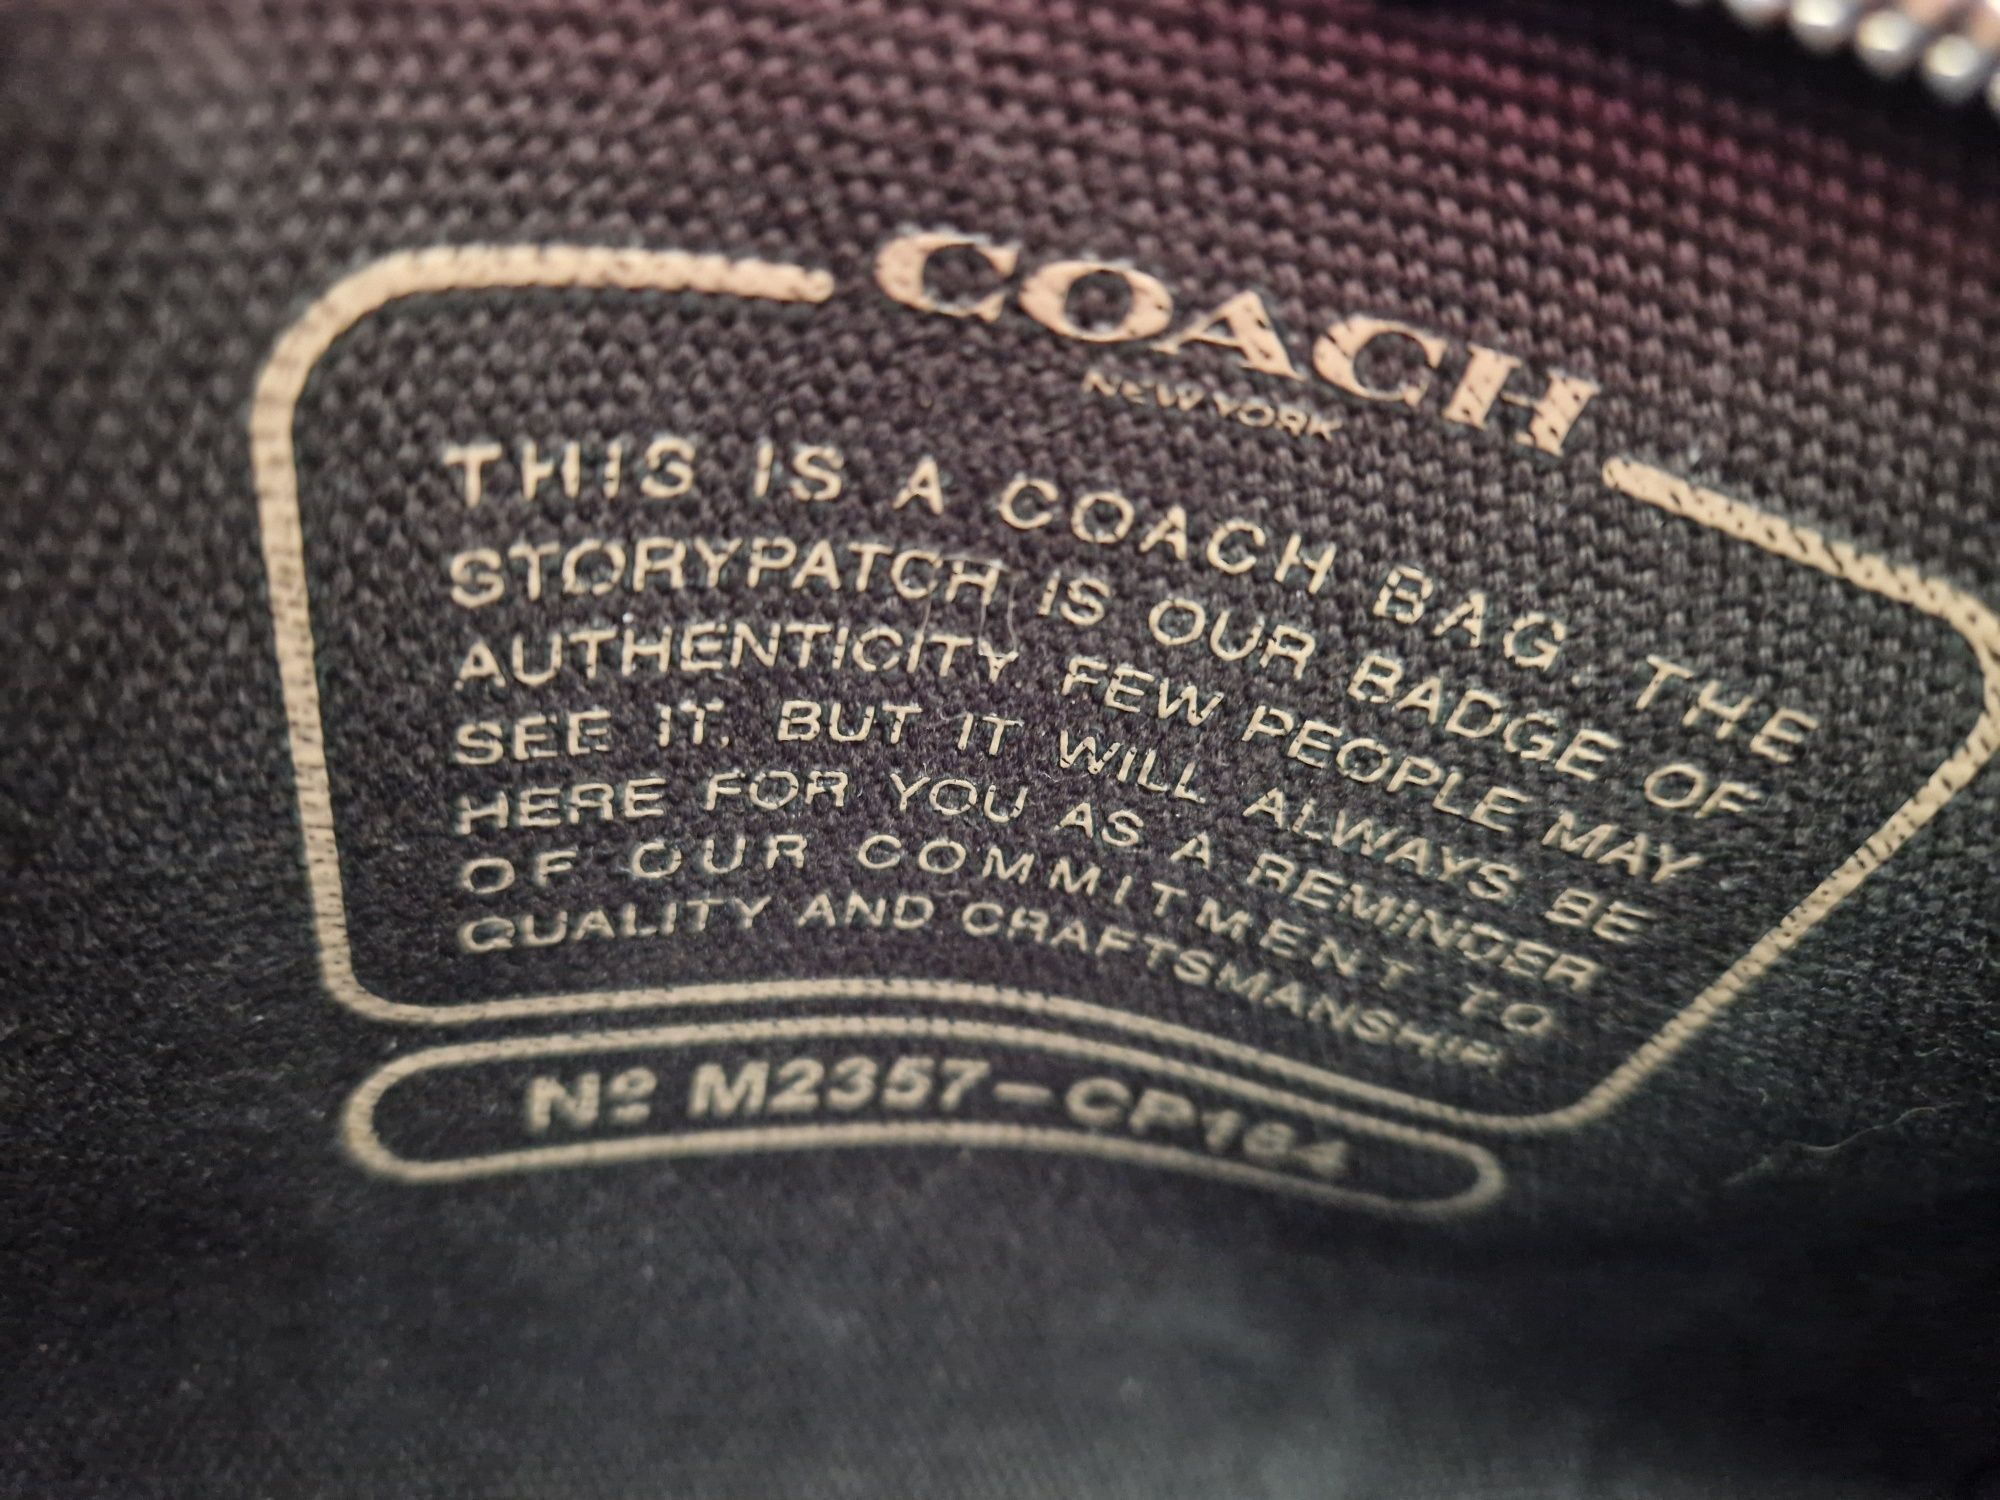 COACH
NEW YORK
THIS IS A COACH BAG. THE
STORYPATCH IS OUR BADGE OF
AUTHENTICITY. FEW PEOPLE MAY
SEE IT. BUT IT WILL ALWAYS BE
HERE FOR YOU AS A REMINDER
OF OUR COMMITMENT TO
QUALITY AND CRAFTSMANSHIP
Nº M2357-CP184